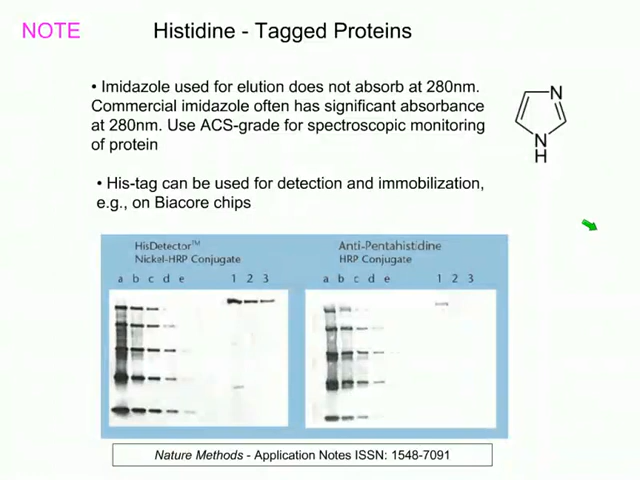 NOTE
Histidine - Tagged Proteins
• Imidazole used for elution does not absorb at 280nm.
Commercial imidazole often has significant absorbance
at 280nm. Use ACS-grade for spectroscopic monitoring
of protein
N
N
H
• His-tag can be used for detection and immobilization,
e.g., on Biacore chips
HisDetector™
Nickel-HRP Conjugate
a b c d e 1 2 3
Anti-Pentahistidine
HRP Conjugate
a b c d e 1 2 3
Nature Methods - Application Notes ISSN: 1548-7091